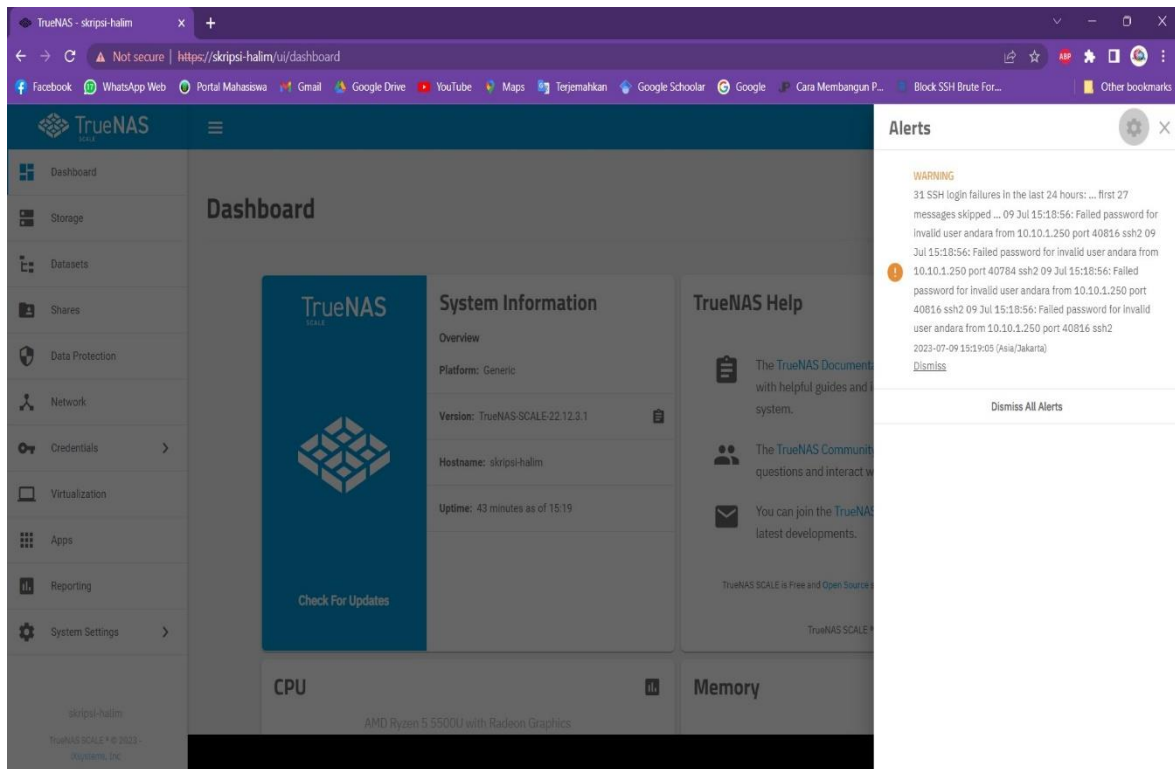 TrueNAS - skripsi-halim
Not secure | https://skripsi-halim/ui/dashboard
Facebook WhatsApp Web Portal Mahasiswa Gmail Google Drive YouTube Maps Terjemahkan Google Schoolar Google Cara Membangun P... Block SSH Brute For... Other bookmarks
TrueNAS
SCALE
Dashboard
Storage
Datasets
Shares
Data Protection
Network
Credentials
Virtualization
Apps
Reporting
System Settings
skripsi-halim
TrueNAS SCALE ® © 2023 -
iXsystems, Inc
Dashboard
TrueNAS
SCALE
Check For Updates
System Information
Overview
Platform: Generic
Version: TrueNAS-SCALE-22.12.3.1
Hostname: skripsi-halim
Uptime: 43 minutes as of 15:19
TrueNAS Help
The TrueNAS Documenta
with helpful guides and i
system.
The TrueNAS Communit
questions and interact w
You can join the TrueNAS
latest developments.
TrueNAS SCALE is Free and Open Source
TrueNAS SCALE ®
CPU
AMD Ryzen 5 5500U with Radeon Graphics
Memory
Alerts
WARNING
31 SSH login failures in the last 24 hours: ... first 27
messages skipped ... 09 Jul 15:18:56: Failed password for
invalid user andara from 10.10.1.250 port 40816 ssh2 09
Jul 15:18:56: Failed password for invalid user andara from
10.10.1.250 port 40784 ssh2 09 Jul 15:18:56: Failed
password for invalid user andara from 10.10.1.250 port
40816 ssh2 09 Jul 15:18:56: Failed password for invalid
user andara from 10.10.1.250 port 40816 ssh2
2023-07-09 15:19:05 (Asia/Jakarta)
Dismiss
Dismiss All Alerts